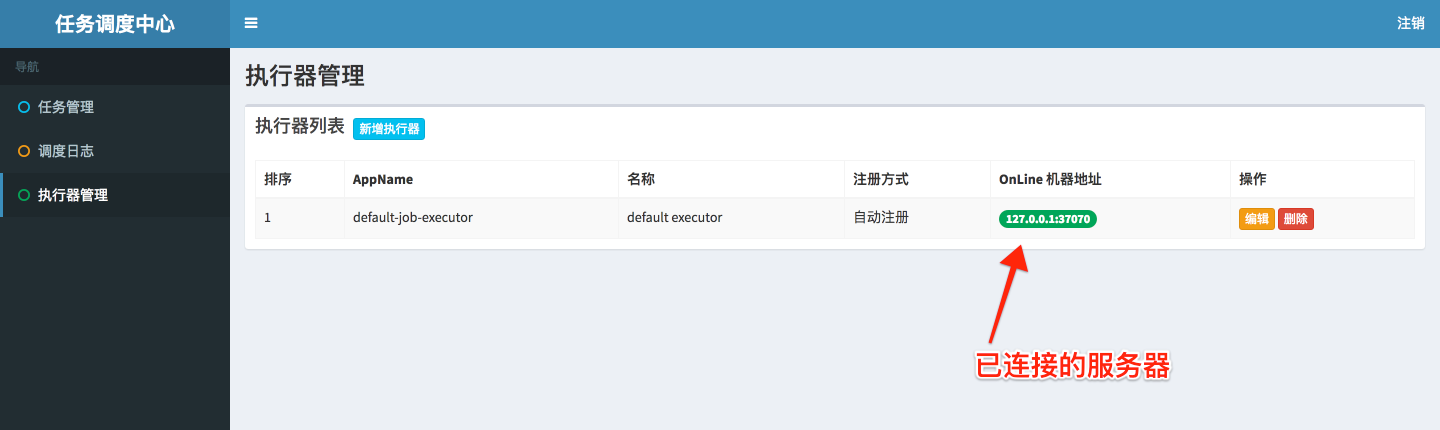 任务调度中心
注销
导航
任务管理
调度日志
执行器管理
执行器管理
执行器列表 新增执行器
排序 AppName 名称 注册方式 OnLine 机器地址 操作
1 default-job-executor default executor 自动注册 127.0.0.1:37070 编辑 删除
已连接的服务器